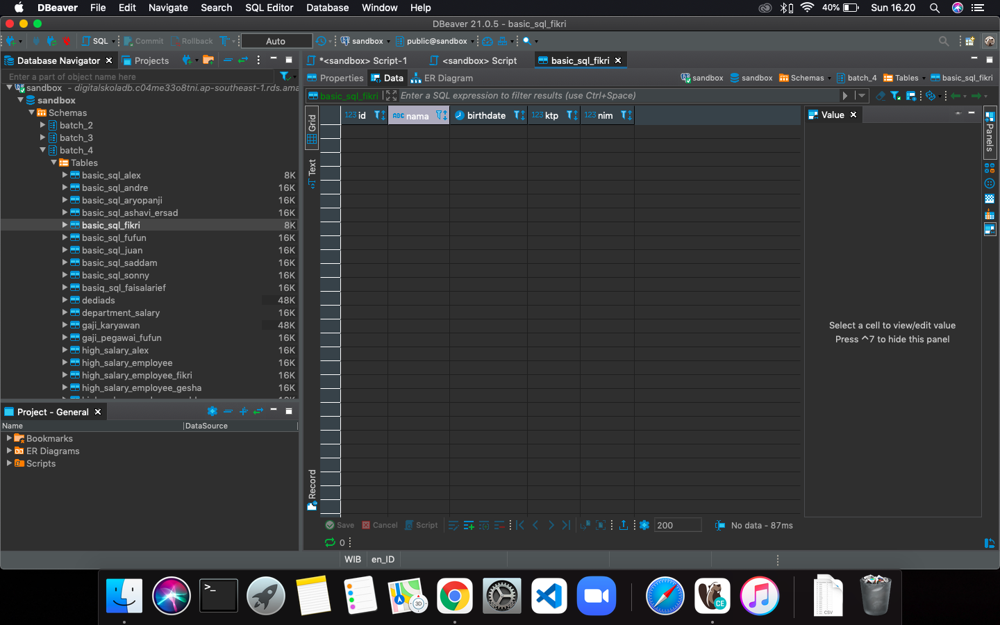 DBeaver File Edit Navigate Search SQL Editor Database Window Help 40% Sun 16.20
DBeaver 21.0.5 - basic_sql_fikri
SQL Commit Rollback Auto sandbox public@sandbox
Database Navigator Projects
*<sandbox> Script-1 <sandbox> Script basic_sql_fikri
Enter a part of object name here
Properties Data ER Diagram sandbox sandbox Schemas batch_4 Tables basic_sql_fikri
basic_sql_fikri Enter a SQL expression to filter results (use Ctrl+Space)
sandbox - digitalskoladb.c04me33o8tni.ap-southeast-1.rds.ama
sandbox
Schemas
batch_2
batch_3
batch_4
Tables
basic_sql_alex 8K
basic_sql_andre 16K
basic_sql_aryopanji 16K
basic_sql_ashavi_ersad 16K
basic_sql_fikri 8K
basic_sql_fufun 16K
basic_sql_juan 16K
basic_sql_saddam 16K
basic_sql_sonny 16K
basiq_sql_faisalarief 16K
dediads 48K
department_salary 16K
gaji_karyawan 48K
gaji_pegawai_fufun 16K
high_salary_alex 16K
high_salary_employee 16K
high_salary_employee_fikri 16K
high_salary_employee_gesha 16K
Grid
Text
Record
123 id ABC nama birthdate 123 ktp 123 nim
Value
Panels
Select a cell to view/edit value
Press ^7 to hide this panel
Project - General
Name DataSource
Bookmarks
ER Diagrams
Scripts
Save Cancel Script 200 No data - 87ms
0
WIB en_ID
>_
3D
CE
CSV